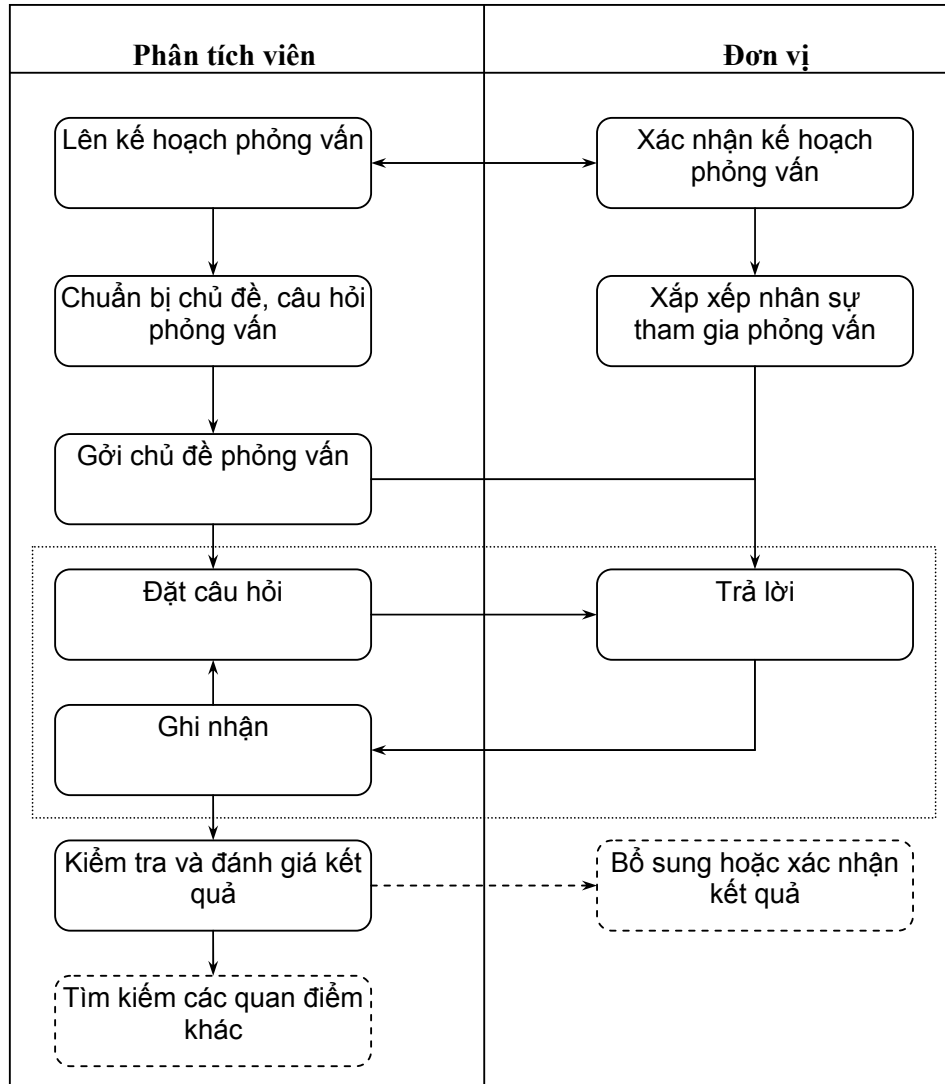 Phân tích viên
Đơn vị
Lên kế hoạch phỏng vấn
Xác nhận kế hoạch
phỏng vấn
Chuẩn bị chủ đề, câu hỏi
phỏng vấn
Xắp xếp nhân sự
tham gia phỏng vấn
Gởi chủ đề phỏng vấn
Đặt câu hỏi
Trả lời
Ghi nhận
Kiểm tra và đánh giá kết
quả
Bổ sung hoặc xác nhận
kết quả
Tìm kiếm các quan điểm
khác